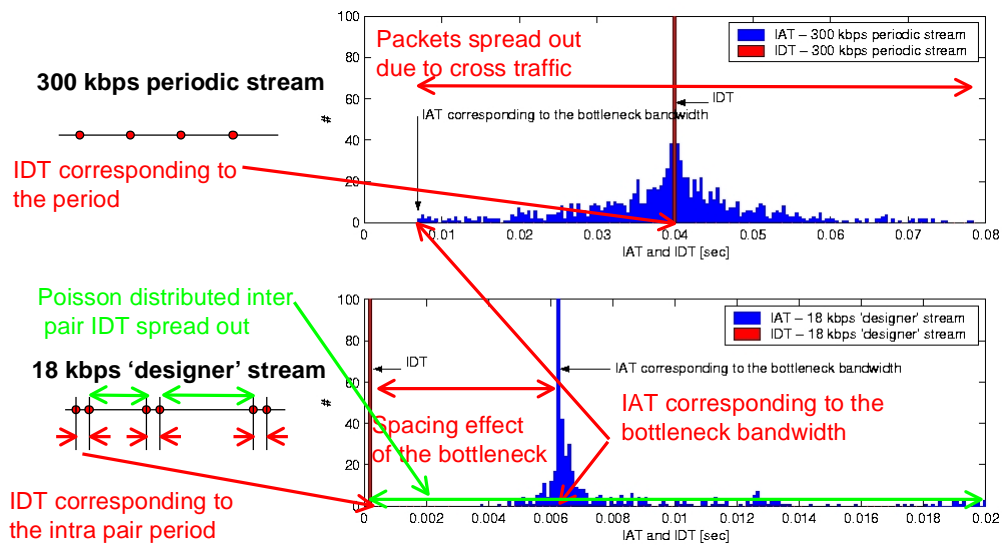 300 kbps periodic stream
IDT corresponding to
the period
100
80
60
40
20
0
#
Packets spread out
due to cross traffic
IAT – 300 kbps periodic stream
IDT – 300 kbps periodic stream
IDT
IAT corresponding to the bottleneck bandwidth
0 0.01 0.02 0.03 0.04 0.05 0.06 0.07 0.08
IAT and IDT [sec]
Poisson distributed inter
pair IDT spread out
18 kbps ‘designer’ stream
IDT corresponding to
the intra pair period
100
80
60
40
20
0
#
IAT – 18 kbps 'designer' stream
IDT – 18 kbps 'designer' stream
IDT
IAT corresponding to the bottleneck bandwidth
Spacing effect
of the bottleneck
IAT corresponding to the
bottleneck bandwidth
0 0.002 0.004 0.006 0.008 0.01 0.012 0.014 0.016 0.018 0.02
IAT and IDT [sec]